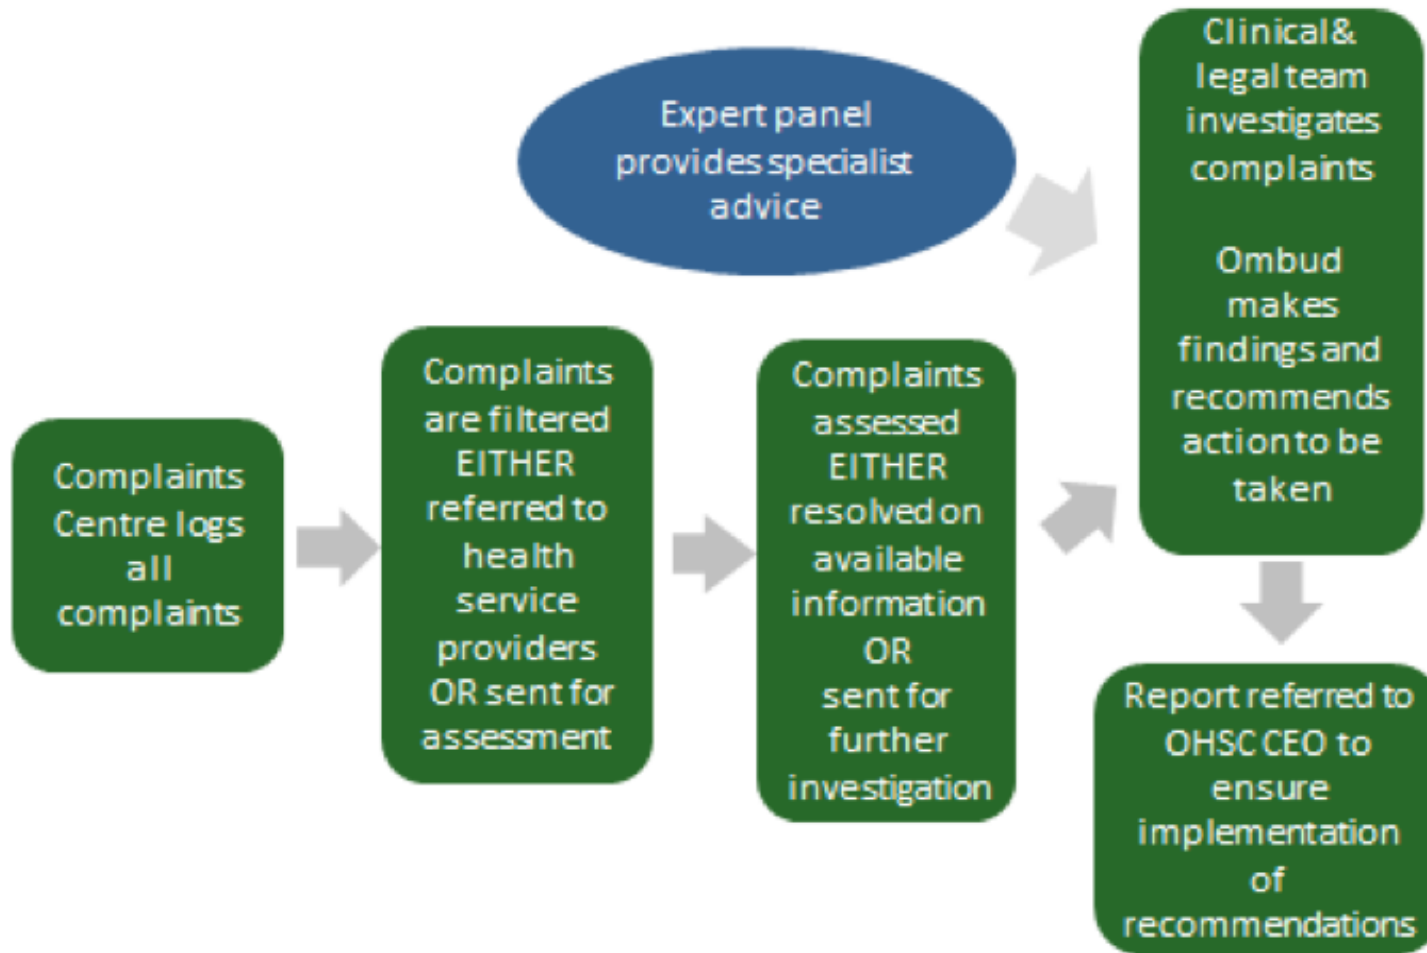 Complaints
Centre logs
all
complaints
Complaints
are filtered
EITHER
referred to
health
service
providers
OR sent for
assessment
Complaints
assessed
EITHER
resolved on
available
information
OR
sent for
further
investigation
Expert panel
provides specialist
advice
Clinical &
legal team
investigates
complaints
Ombud
makes
findings and
recommends
action to be
taken
Report referred to
OHSC CEO to
ensure
implementation
of
recommendations